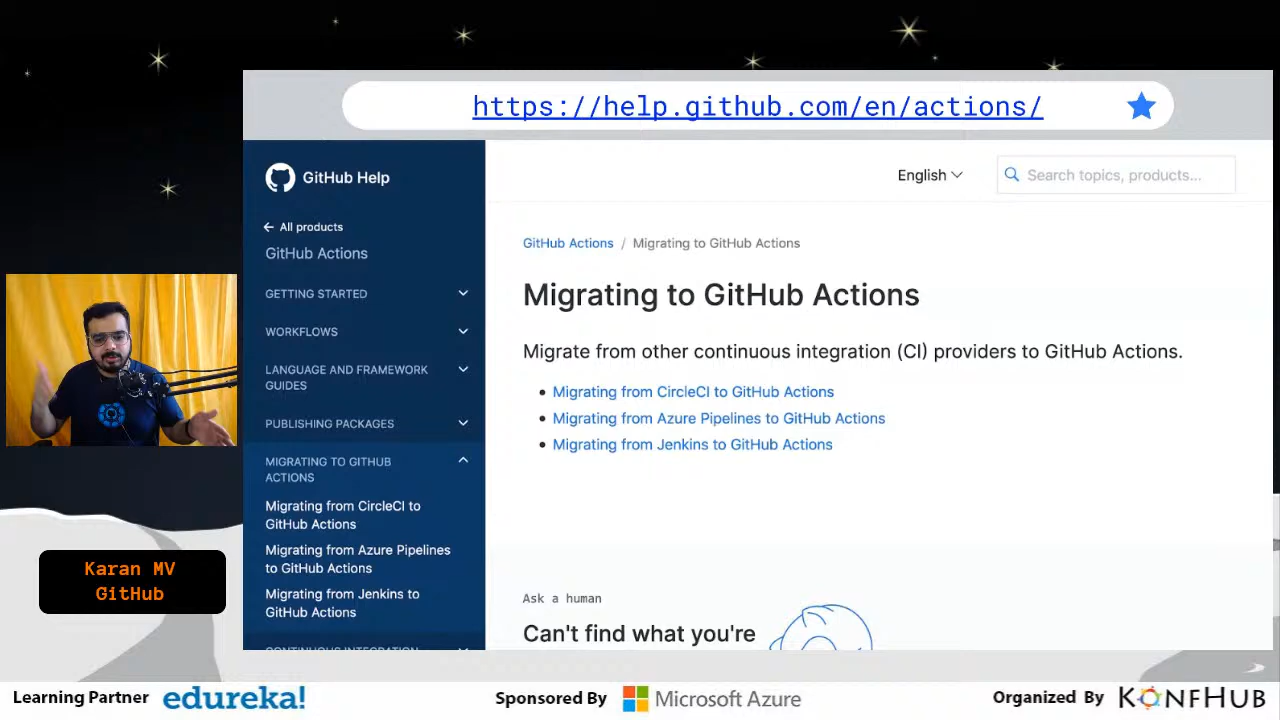 https://help.github.com/en/actions/
GitHub Help
All products
GitHub Actions
GETTING STARTED
WORKFLOWS
LANGUAGE AND FRAMEWORK
GUIDES
PUBLISHING PACKAGES
MIGRATING TO GITHUB
ACTIONS
Migrating from CircleCI to
GitHub Actions
Migrating from Azure Pipelines
to GitHub Actions
Migrating from Jenkins to
GitHub Actions
CONTINUOUS INTEGRATION
English
Search topics, products...
GitHub Actions / Migrating to GitHub Actions
Migrating to GitHub Actions
Migrate from other continuous integration (CI) providers to GitHub Actions.
• Migrating from CircleCI to GitHub Actions
• Migrating from Azure Pipelines to GitHub Actions
• Migrating from Jenkins to GitHub Actions
Ask a human
Can't find what you're
Karan MV
GitHub
Learning Partner edureka!
Sponsored By Microsoft Azure
Organized By KONFHUB